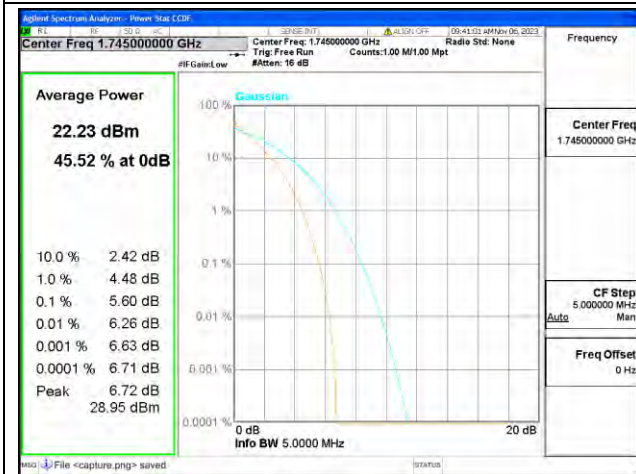 Agilent Spectrum Analyzer - Power Stat CCDF
RL RF 50 Ω AC SENSE:INT ALIGN OFF 09:41:01 AM Nov 06, 2023
Center Freq 1.745000000 GHz
Center Freq: 1.745000000 GHz Radio Std: None
Trig: Free Run Counts:1.00 M/1.00 Mpt
#IFGain:Low #Atten: 16 dB
Frequency
Average Power
22.23 dBm
45.52 % at 0dB
10.0 % 2.42 dB
1.0 % 4.48 dB
0.1 % 5.60 dB
0.01 % 6.26 dB
0.001 % 6.63 dB
0.0001 % 6.71 dB
Peak 6.72 dB
28.95 dBm
Gaussian
100 %
10 %
1 %
0.1 %
0.01 %
0.001 %
0.0001 %
0 dB 20 dB
Info BW 5.0000 MHz
Center Freq
1.745000000 GHz
CF Step
5.000000 MHz
Auto Man
Freq Offset
0 Hz
MSG File <capture.png> saved STATUS